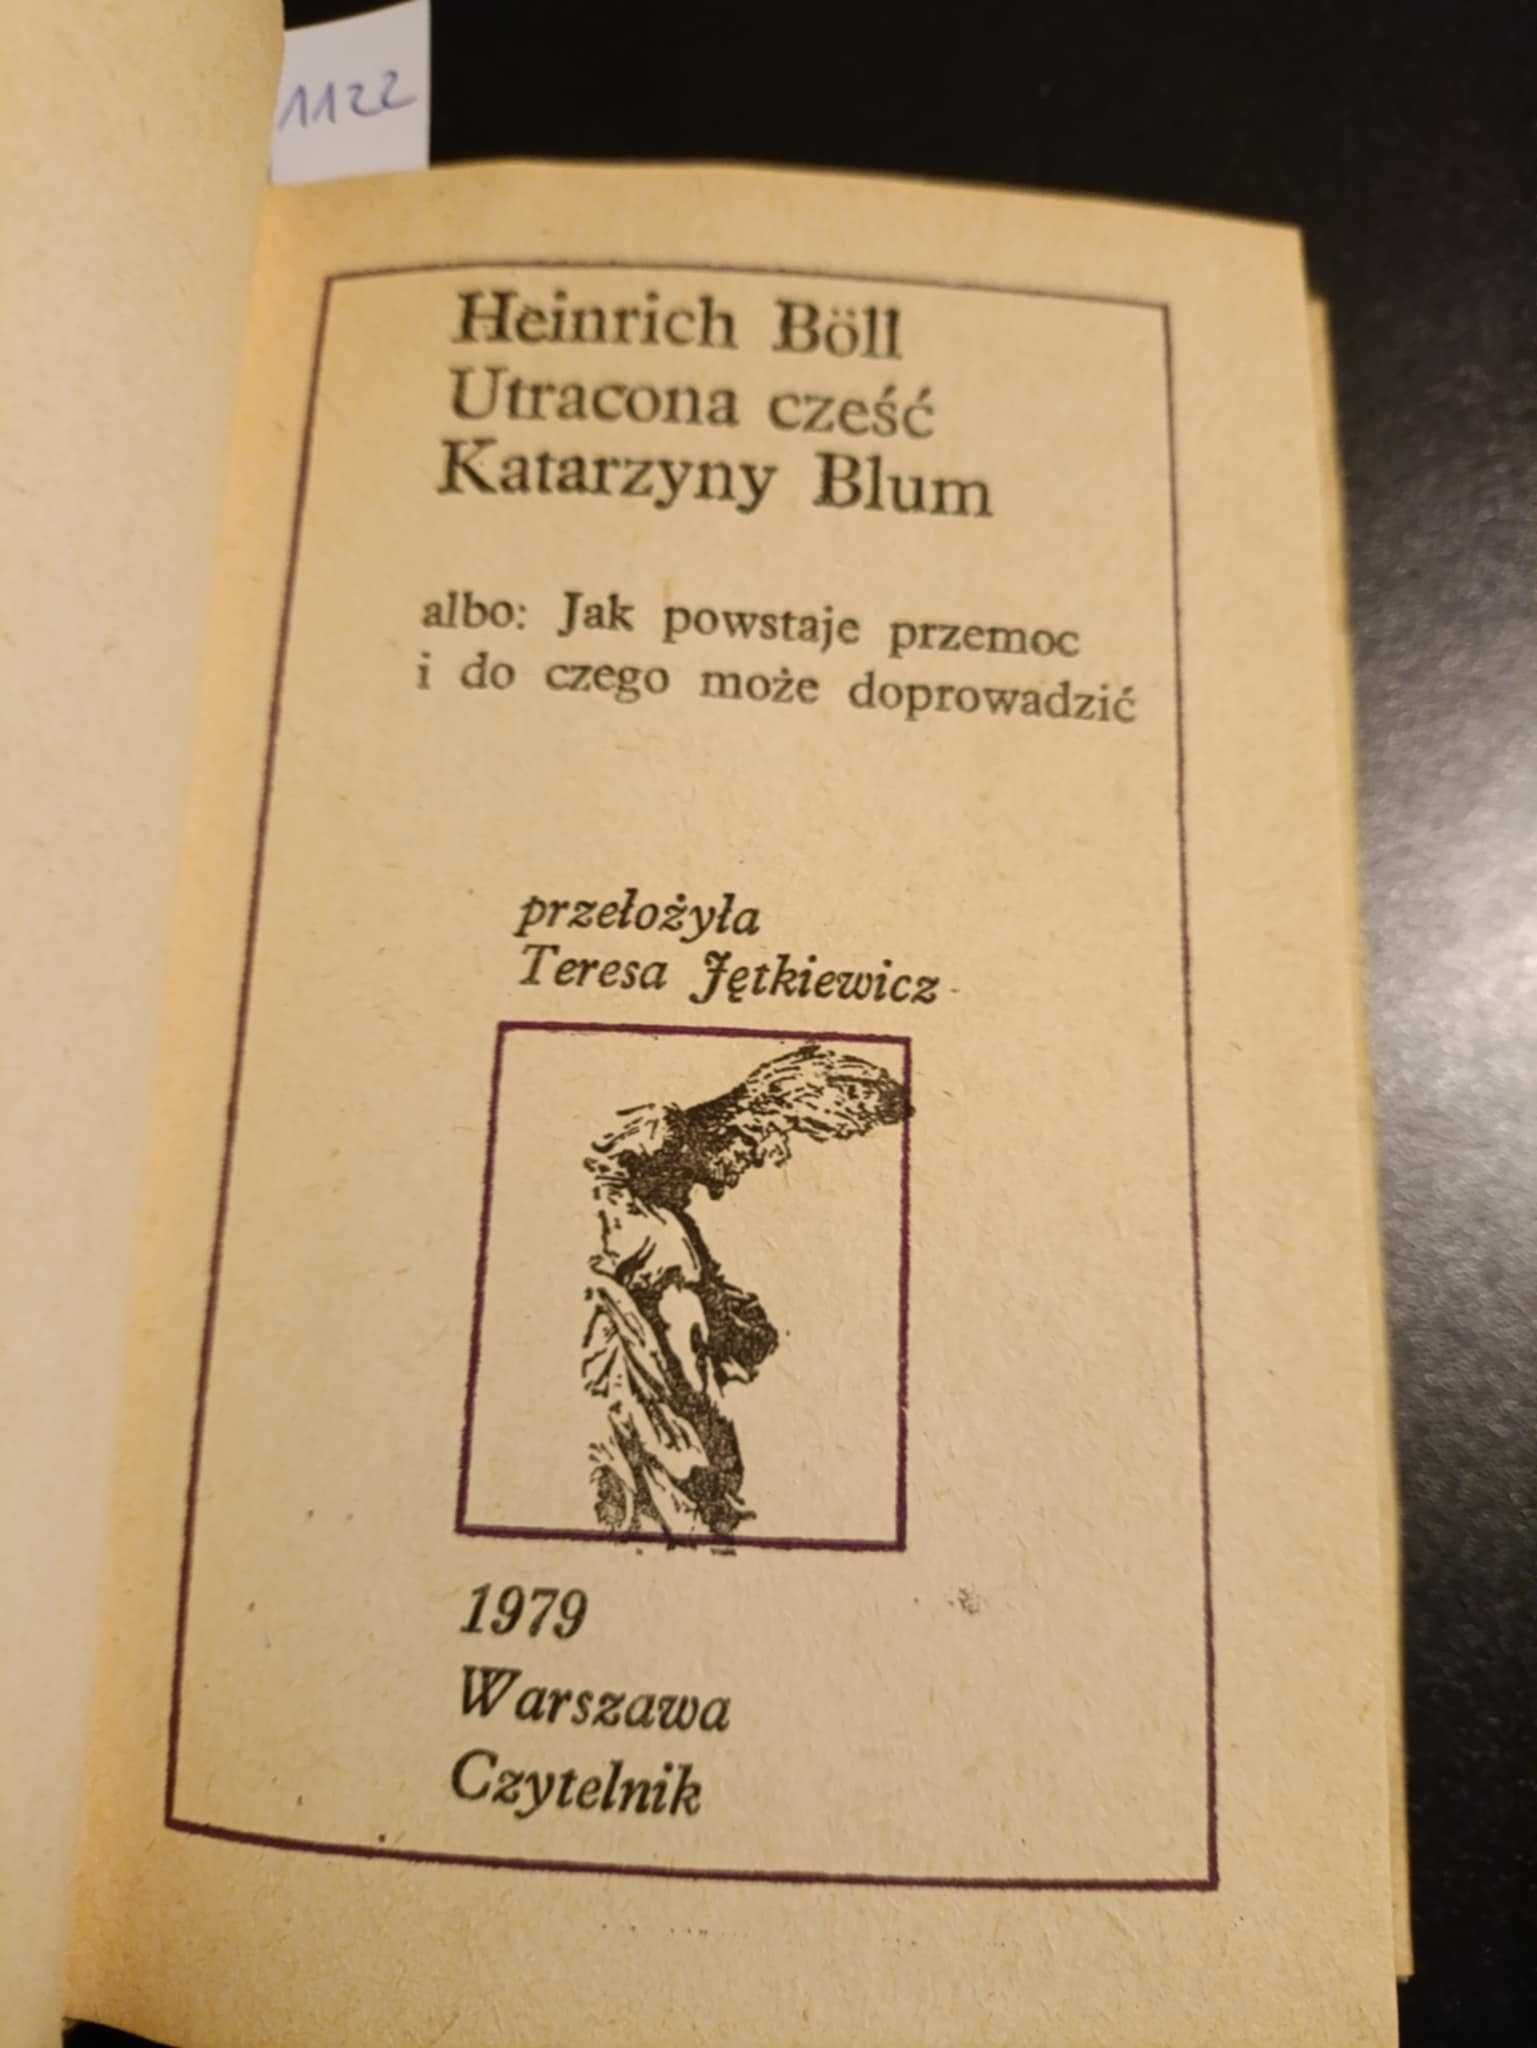 1122
Heinrich Böll
Utracona cześć
Katarzyny Blum
albo: Jak powstaje przemoc
i do czego może doprowadzić
przełożyła
Teresa Jętkiewicz
1979
Warszawa
Czytelnik